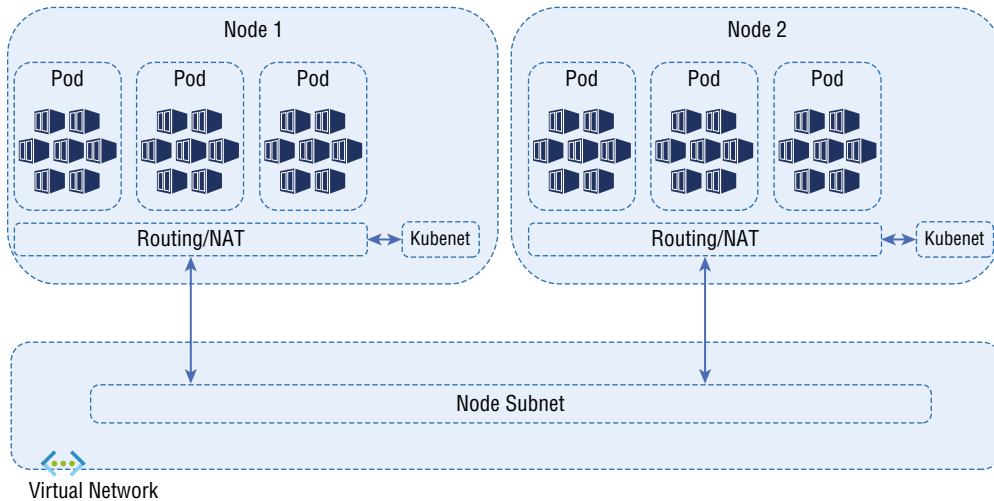 Node 1
Node 2
Pod
Pod
Pod
Pod
Pod
Pod
Routing/NAT
Kubenet
Routing/NAT
Kubenet
Node Subnet
Virtual Network